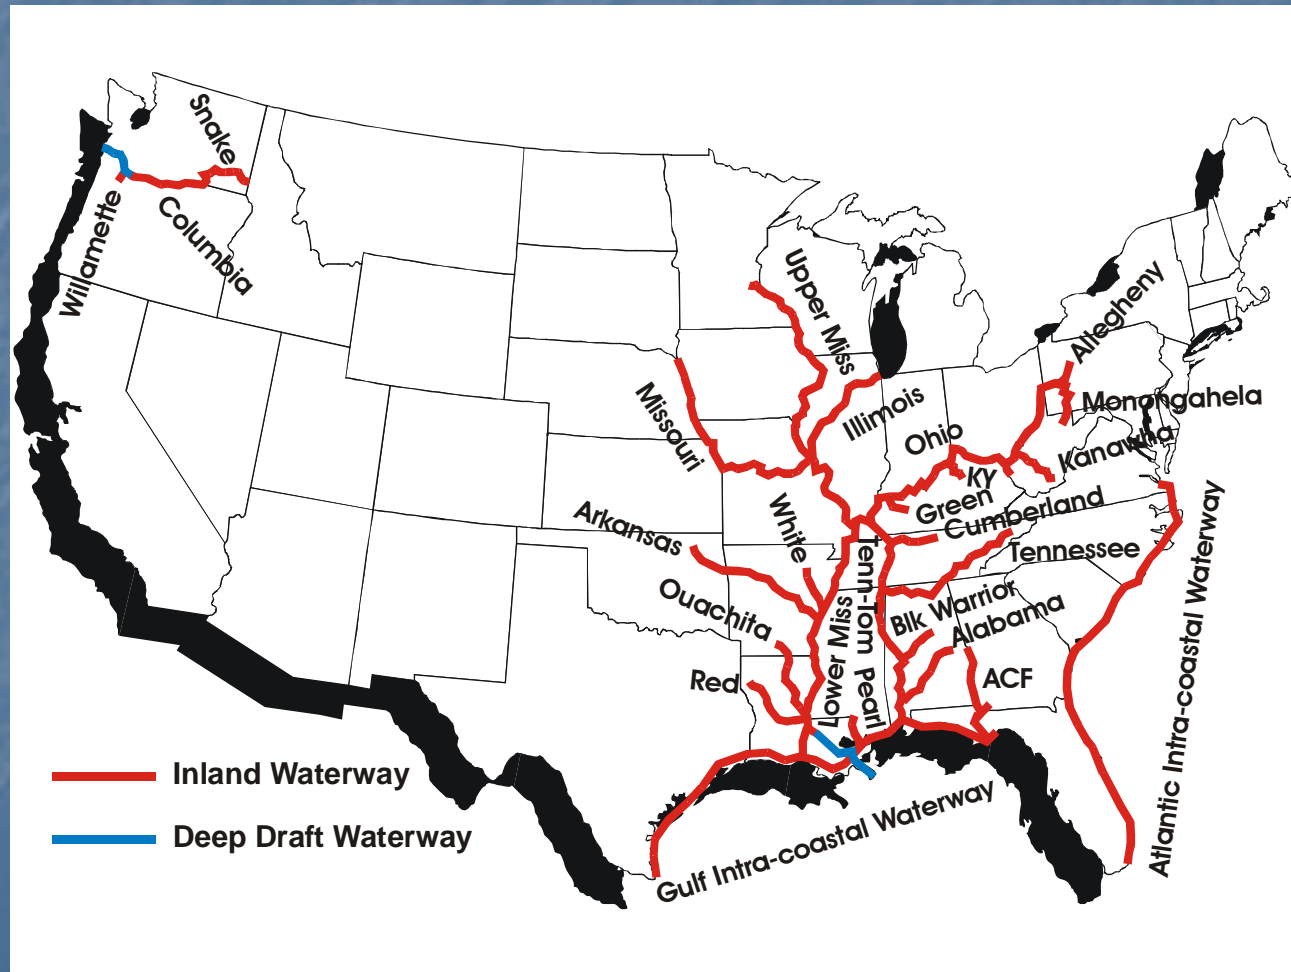 Snake
Willamette
Columbia
Upper Miss
Allegheny
Missouri
Illimois
Monongahela
Ohio
Kanawha
KY
Green
Cumberland
White
Arkansas
Tennessee
Tenn-Tom
Ouachita
Blk Warrior
Alabama
Lower Miss
Pearl
Red
ACF
Atlantic Intra-coastal Waterway
Gulf Intra-coastal Waterway
Inland Waterway
Deep Draft Waterway